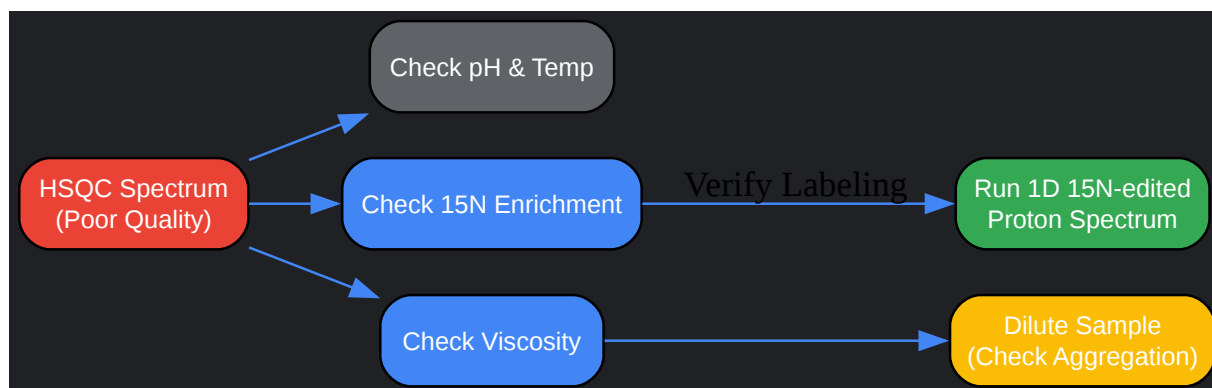 Check pH & Temp
HSQC Spectrum
(Poor Quality)
Check 15N Enrichment
Verify Labeling
Run 1D 15N-edited
Proton Spectrum
Check Viscosity
Dilute Sample
(Check Aggregation)